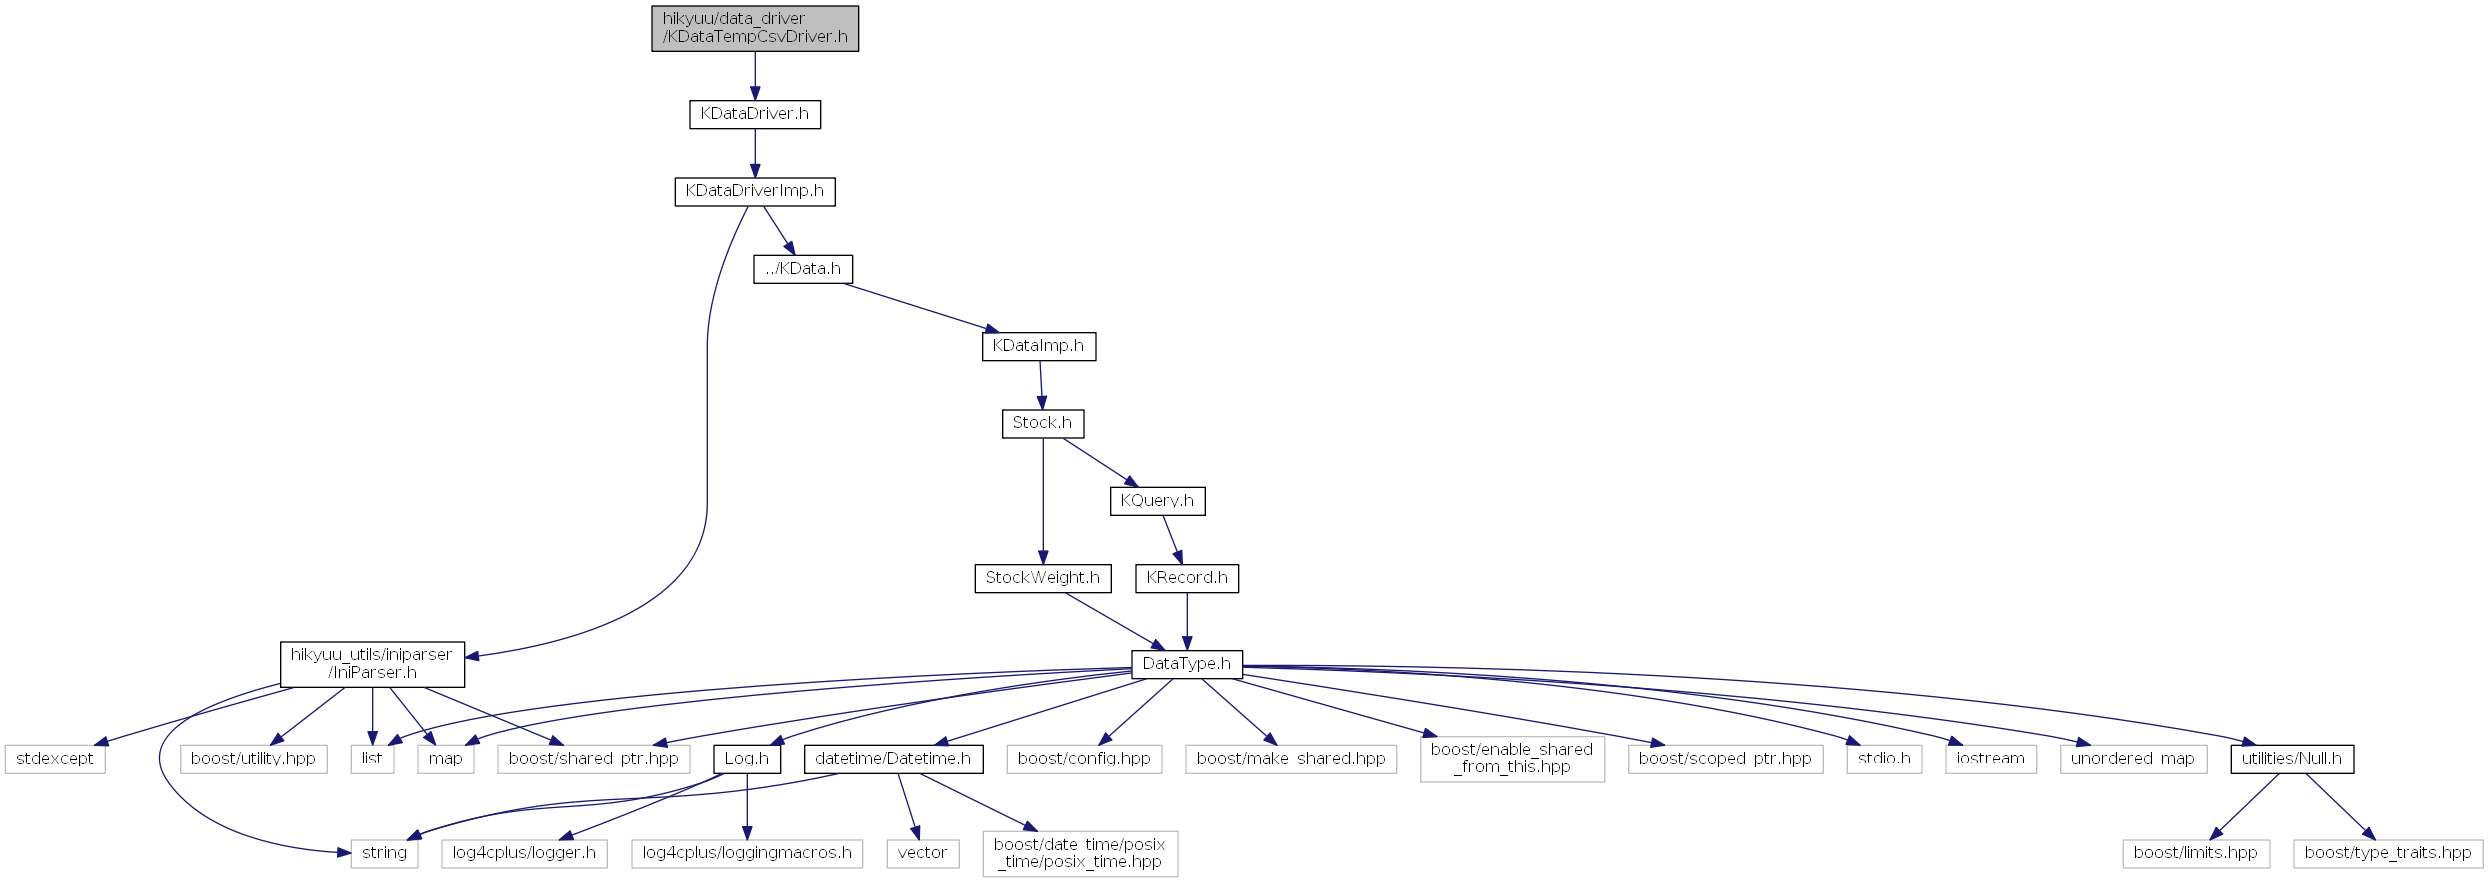 hikyuu/data_driver
/KDataTempCsvDriver.h
KDataDriver.h
KDataDriverImp.h
../KData.h
KDataImp.h
Stock.h
KQuery.h
StockWeight.h
KRecord.h
hikyuu_utils/iniparser
/IniParser.h
DataType.h
stdexcept
boost/utility.hpp
list
map
boost/shared_ptr.hpp
Log.h
datetime/Datetime.h
boost/config.hpp
boost/make_shared.hpp
boost/enable_shared
_from_this.hpp
boost/scoped_ptr.hpp
stdio.h
iostream
unordered_map
utilities/Null.h
string
log4cplus/logger.h
log4cplus/loggingmacros.h
vector
boost/date_time/posix
_time/posix_time.hpp
boost/limits.hpp
boost/type_traits.hpp